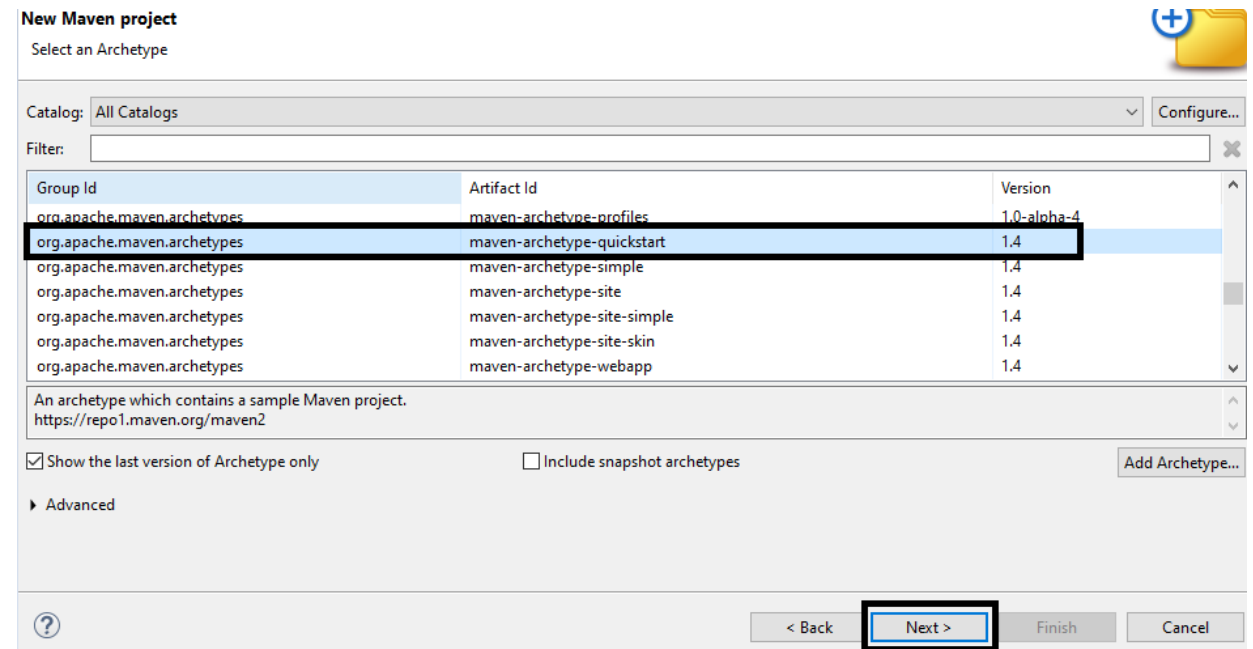 New Maven project
Select an Archetype
Catalog: All Catalogs Configure...
Filter:
Group Id Artifact Id Version
org.apache.maven.archetypes maven-archetype-profiles 1.0-alpha-4
org.apache.maven.archetypes maven-archetype-quickstart 1.4
org.apache.maven.archetypes maven-archetype-simple 1.4
org.apache.maven.archetypes maven-archetype-site 1.4
org.apache.maven.archetypes maven-archetype-site-simple 1.4
org.apache.maven.archetypes maven-archetype-site-skin 1.4
org.apache.maven.archetypes maven-archetype-webapp 1.4
An archetype which contains a sample Maven project.
https://repo1.maven.org/maven2
Show the last version of Archetype only Include snapshot archetypes Add Archetype...
Advanced
? < Back Next > Finish Cancel